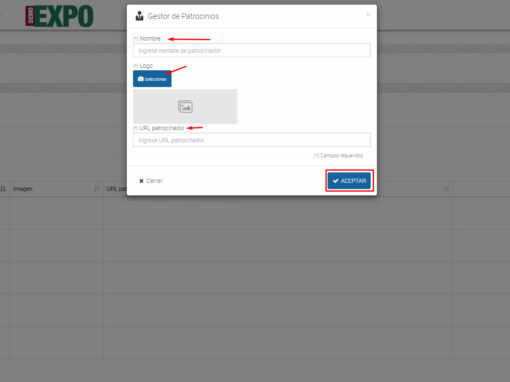 DEMO
EXPO
Gestor de Patrocinios
×
(*) Nombre
Ingrese nombre de patrocinador
(*) Logo
Seleccionar
(*) URL patrocinador
Ingrese URL patrocinador
(*) Campos requeridos
Cerrar
ACEPTAR
Imagen
URL